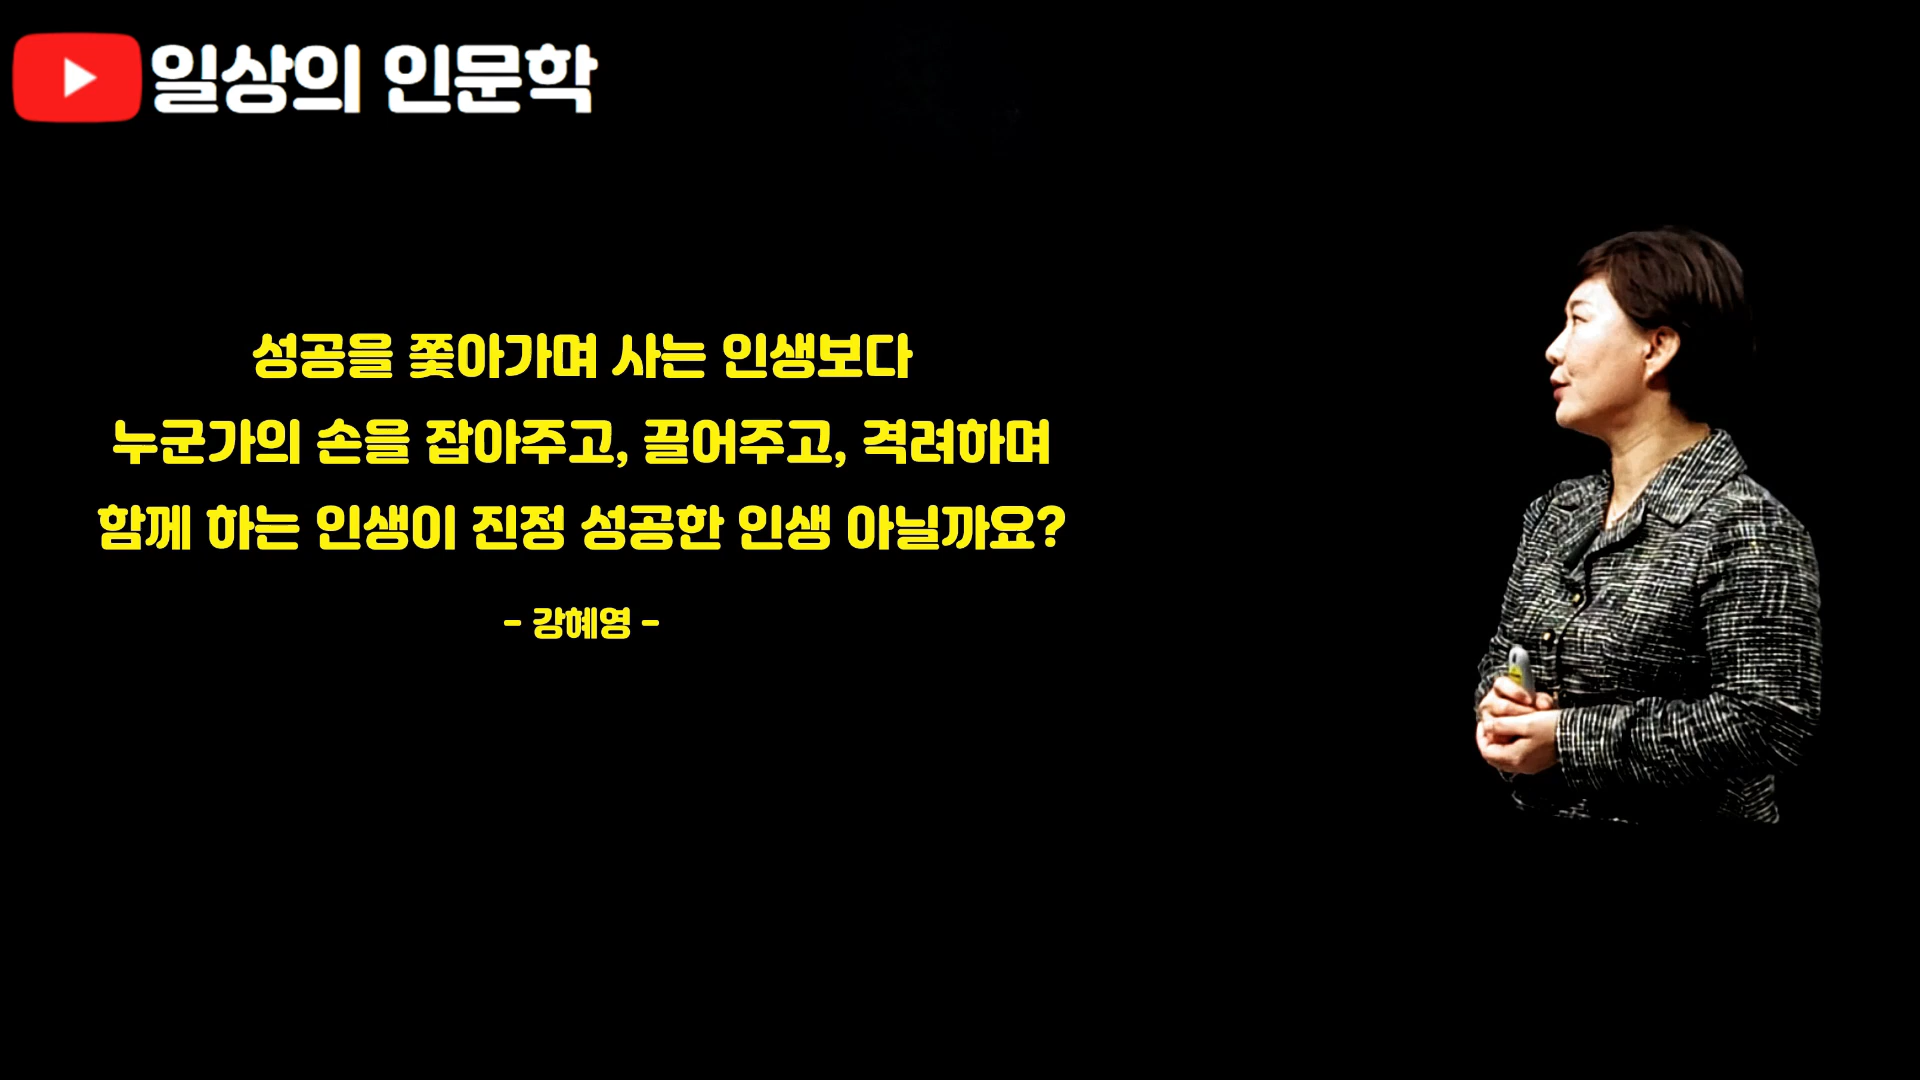 일상의 인문학
성공을 쫓아가며 사는 인생보다
누군가의 손을 잡아주고, 끌어주고, 격려하며
함께 하는 인생이 진정 성공한 인생 아닐까요?
- 강혜영 -